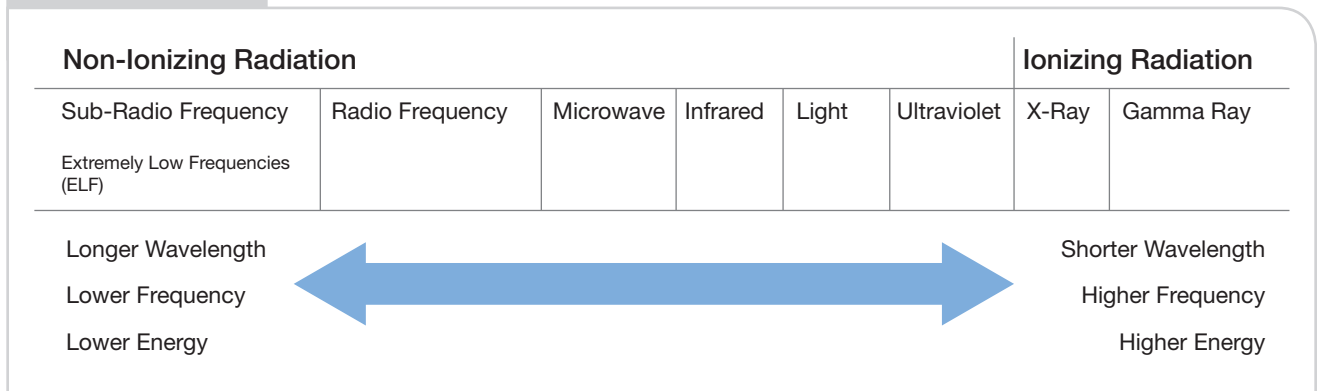 Non-Ionizing Radiation Ionizing Radiation
Sub-Radio Frequency Radio Frequency Microwave Infrared Light Ultraviolet X-Ray Gamma Ray
Extremely Low Frequencies
(ELF)
Longer Wavelength Shorter Wavelength
Lower Frequency Higher Frequency
Lower Energy Higher Energy